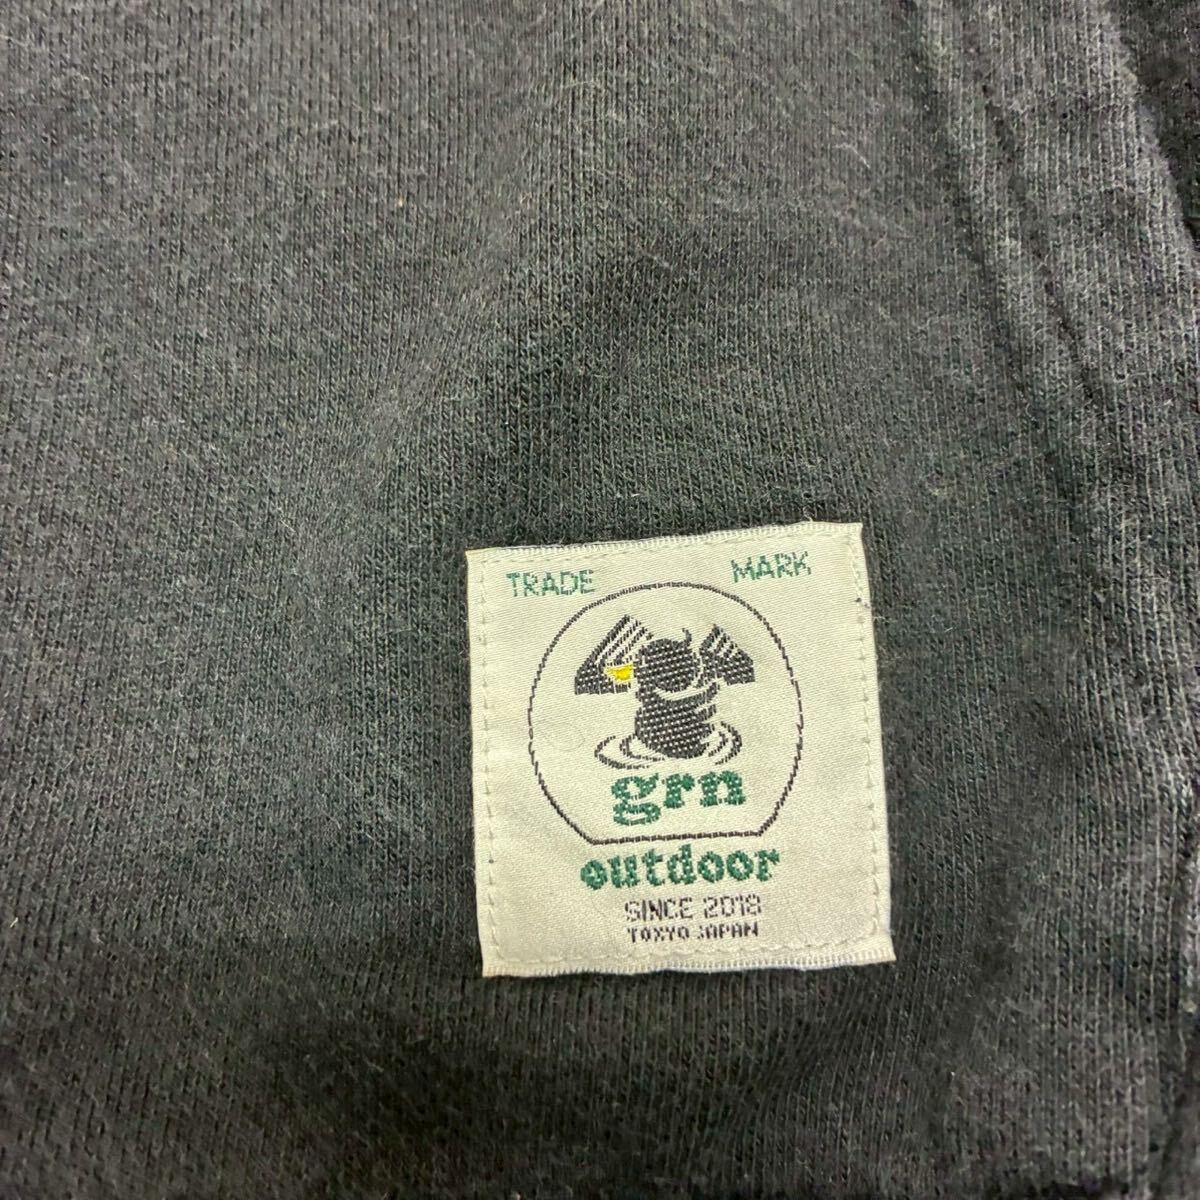 TRADE MARK
grn
outdoor
SINCE 2018
TOKYO JAPAN